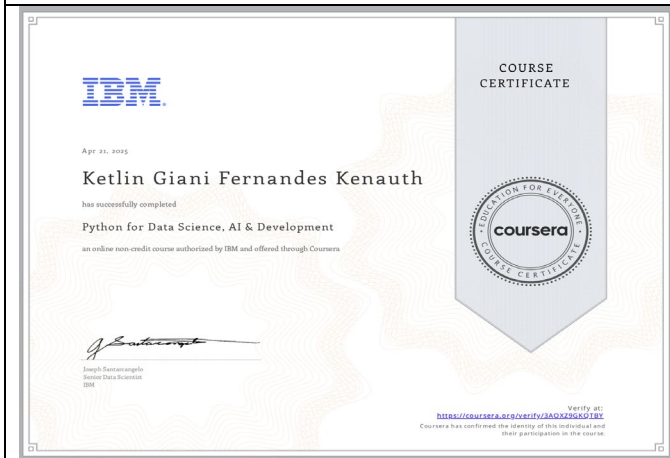 IBM.
COURSE
CERTIFICATE
Apr 21, 2025
Ketlin Giani Fernandes Kenauth
has successfully completed
Python for Data Science, AI & Development
an online non-credit course authorized by IBM and offered through Coursera
EDUCATION FOR EVERYONE
coursera
COURSE CERTIFICATE
Joseph Santarcangelo
Senior Data Scientist
IBM
Verify at:
https://coursera.org/verify/3AOXZ9GKQTBY
Coursera has confirmed the identity of this individual and
their participation in the course.